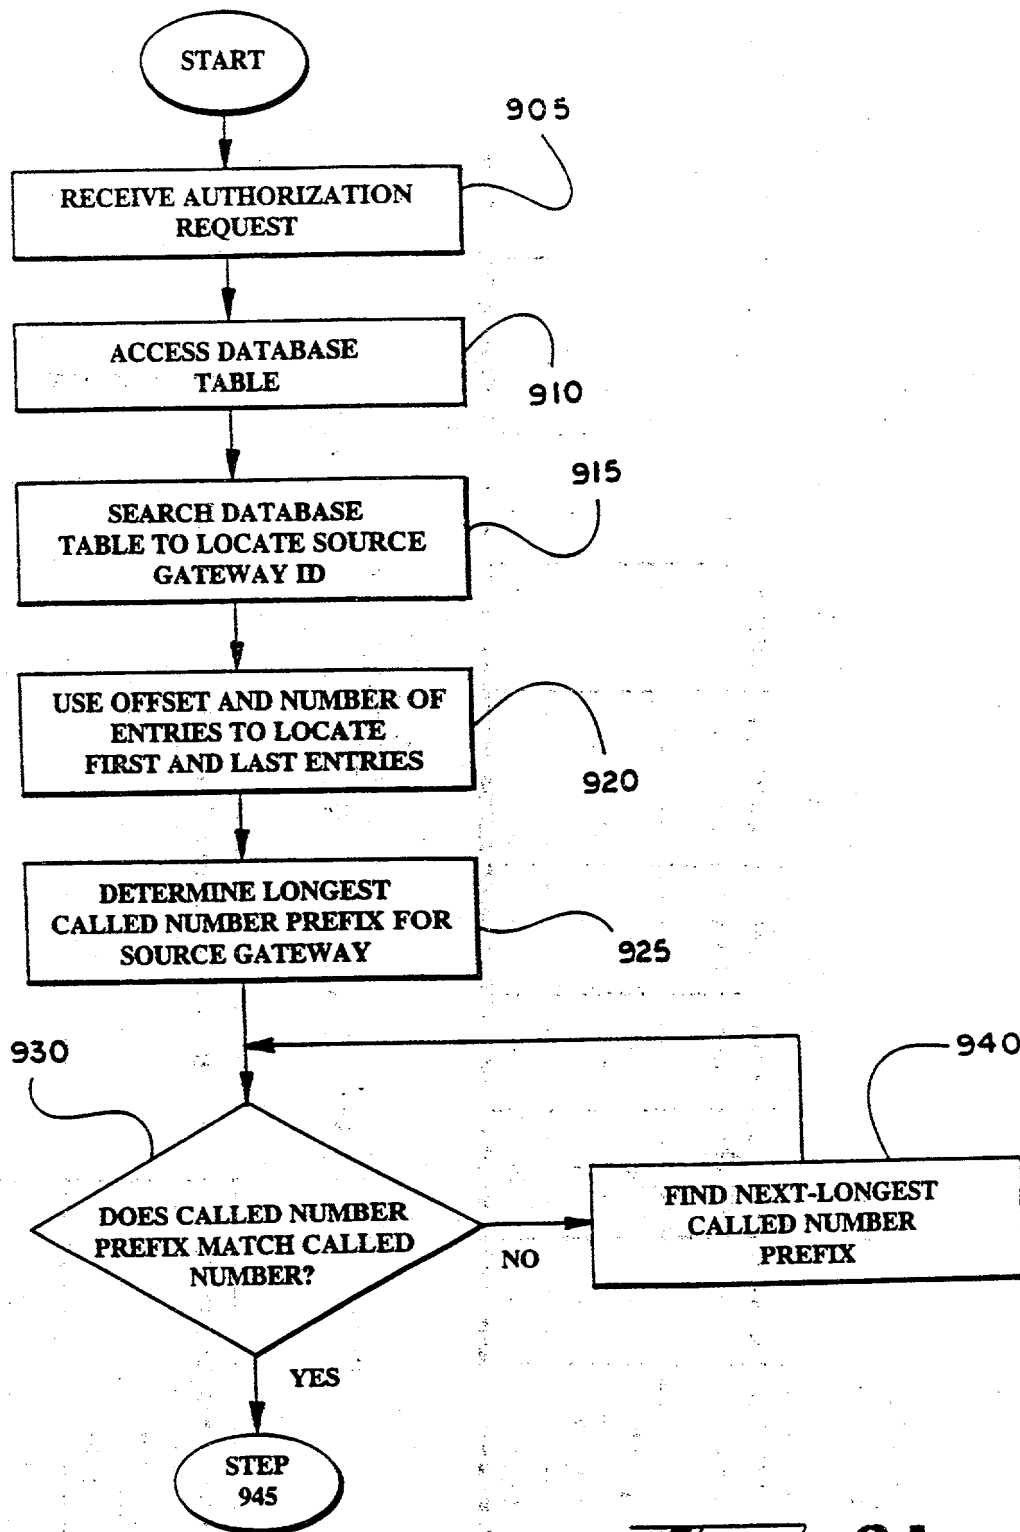 START
905
RECEIVE AUTHORIZATION
REQUEST
ACCESS DATABASE
TABLE
910
915
SEARCH DATABASE
TABLE TO LOCATE SOURCE
GATEWAY ID
USE OFFSET AND NUMBER OF
ENTRIES TO LOCATE
FIRST AND LAST ENTRIES
920
DETERMINE LONGEST
CALLED NUMBER PREFIX FOR
SOURCE GATEWAY
925
930
940
DOES CALLED NUMBER
PREFIX MATCH CALLED
NUMBER?
NO
FIND NEXT-LONGEST
CALLED NUMBER
PREFIX
YES
STEP
945